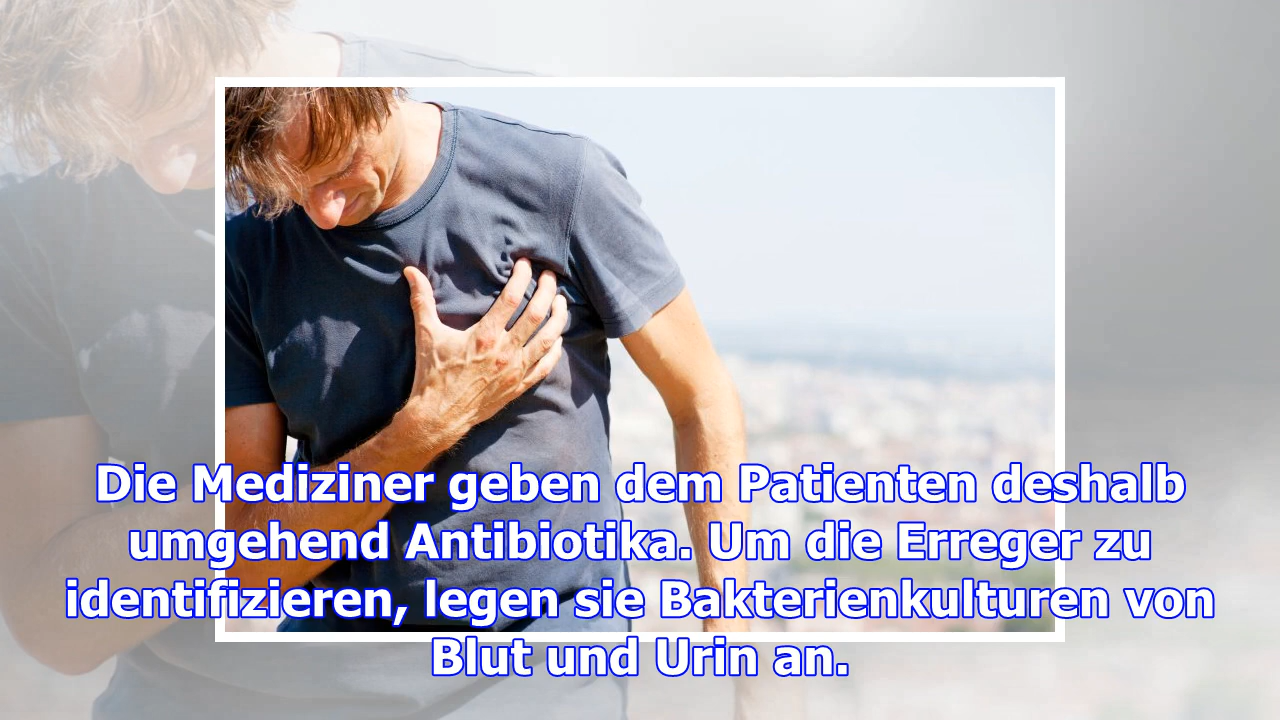 Die Mediziner geben dem Patienten deshalb
umgehend Antibiotika. Um die Erreger zu
identifizieren, legen sie Bakterienkulturen von
Blut und Urin an.